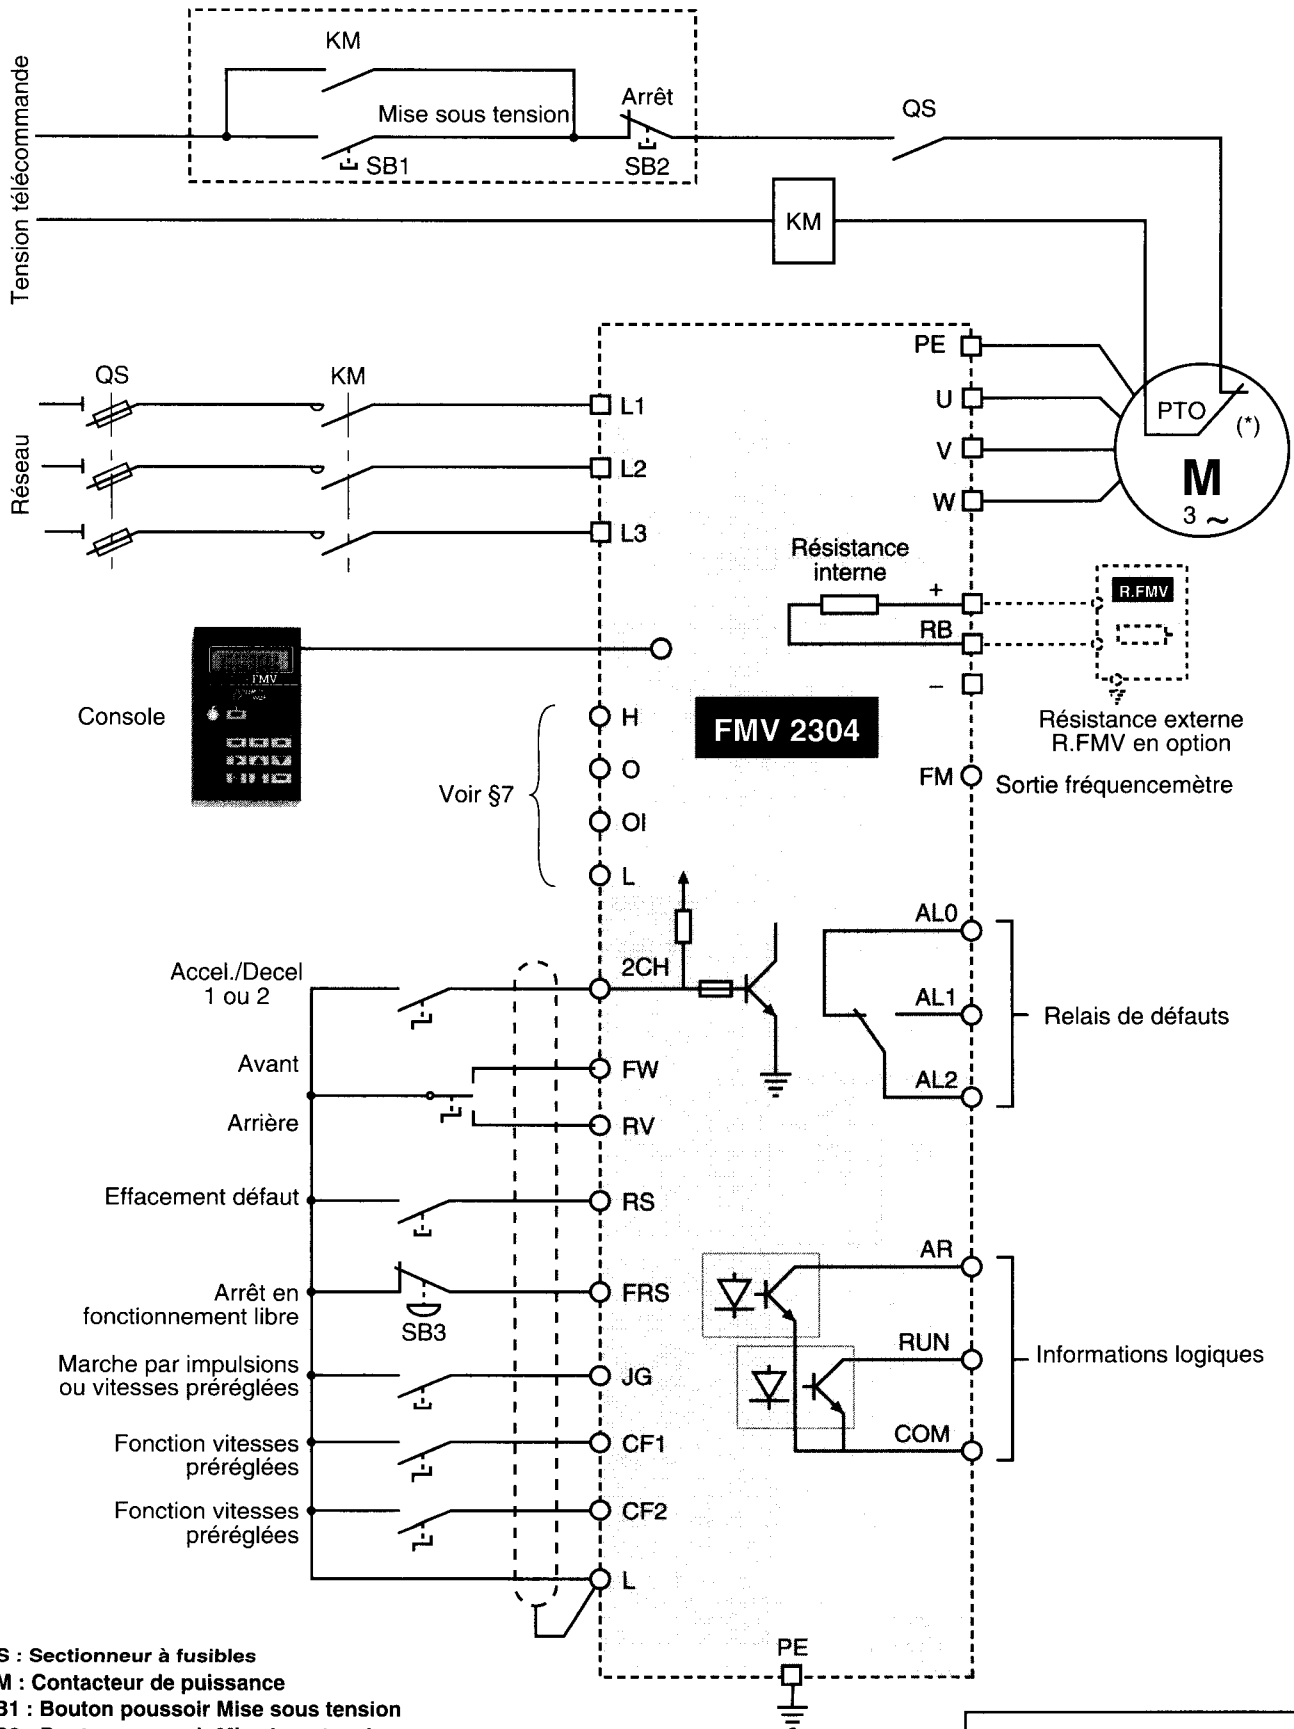 KM
Tension télécommande
Mise sous tension
Arrêt
SB1
SB2
QS
KM
PE
QS
KM
L1
U
PTO
(*)
Réseau
L2
V
M
3 ~
L3
W
Résistance
interne
+
R.FMV
RB
FMV
–
Console
H
FMV 2304
Résistance externe
R.FMV en option
O
FM
Sortie fréquencemètre
Voir §7
OI
L
AL0
Accel./Decel
1 ou 2
2CH
AL1
Relais de défauts
Avant
FW
AL2
Arrière
RV
Effacement défaut
RS
AR
Arrêt en
fonctionnement libre
SB3
FRS
RUN
Informations logiques
Marche par impulsions
ou vitesses préréglées
JG
COM
Fonction vitesses
préréglées
CF1
Fonction vitesses
préréglées
CF2
L
PE
S : Sectionneur à fusibles
M : Contacteur de puissance
B1 : Bouton poussoir Mise sous tension